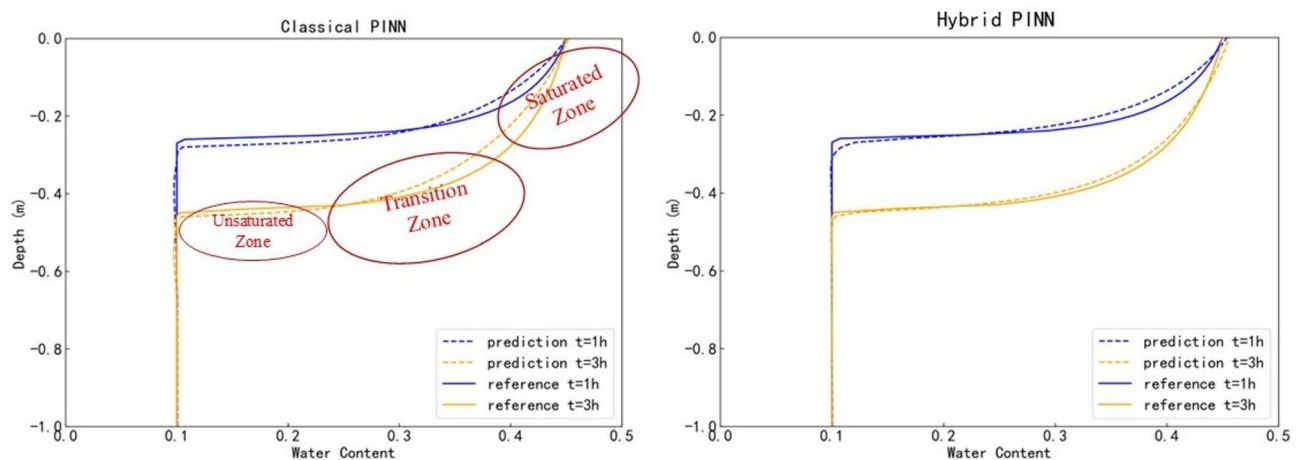 Classical PINN
0.0
-0.2
-0.4
-0.6
-0.8
-1.0
Depth (m)
Saturated
Zone
Transition
Zone
Unsaturated
Zone
prediction t=1h
prediction t=3h
reference t=1h
reference t=3h
0.0 0.1 0.2 0.3 0.4 0.5
Water Content
Hybrid PINN
0.0
-0.2
-0.4
-0.6
-0.8
-1.0
Depth (m)
prediction t=1h
prediction t=3h
reference t=1h
reference t=3h
0.0 0.1 0.2 0.3 0.4 0.5
Water Content